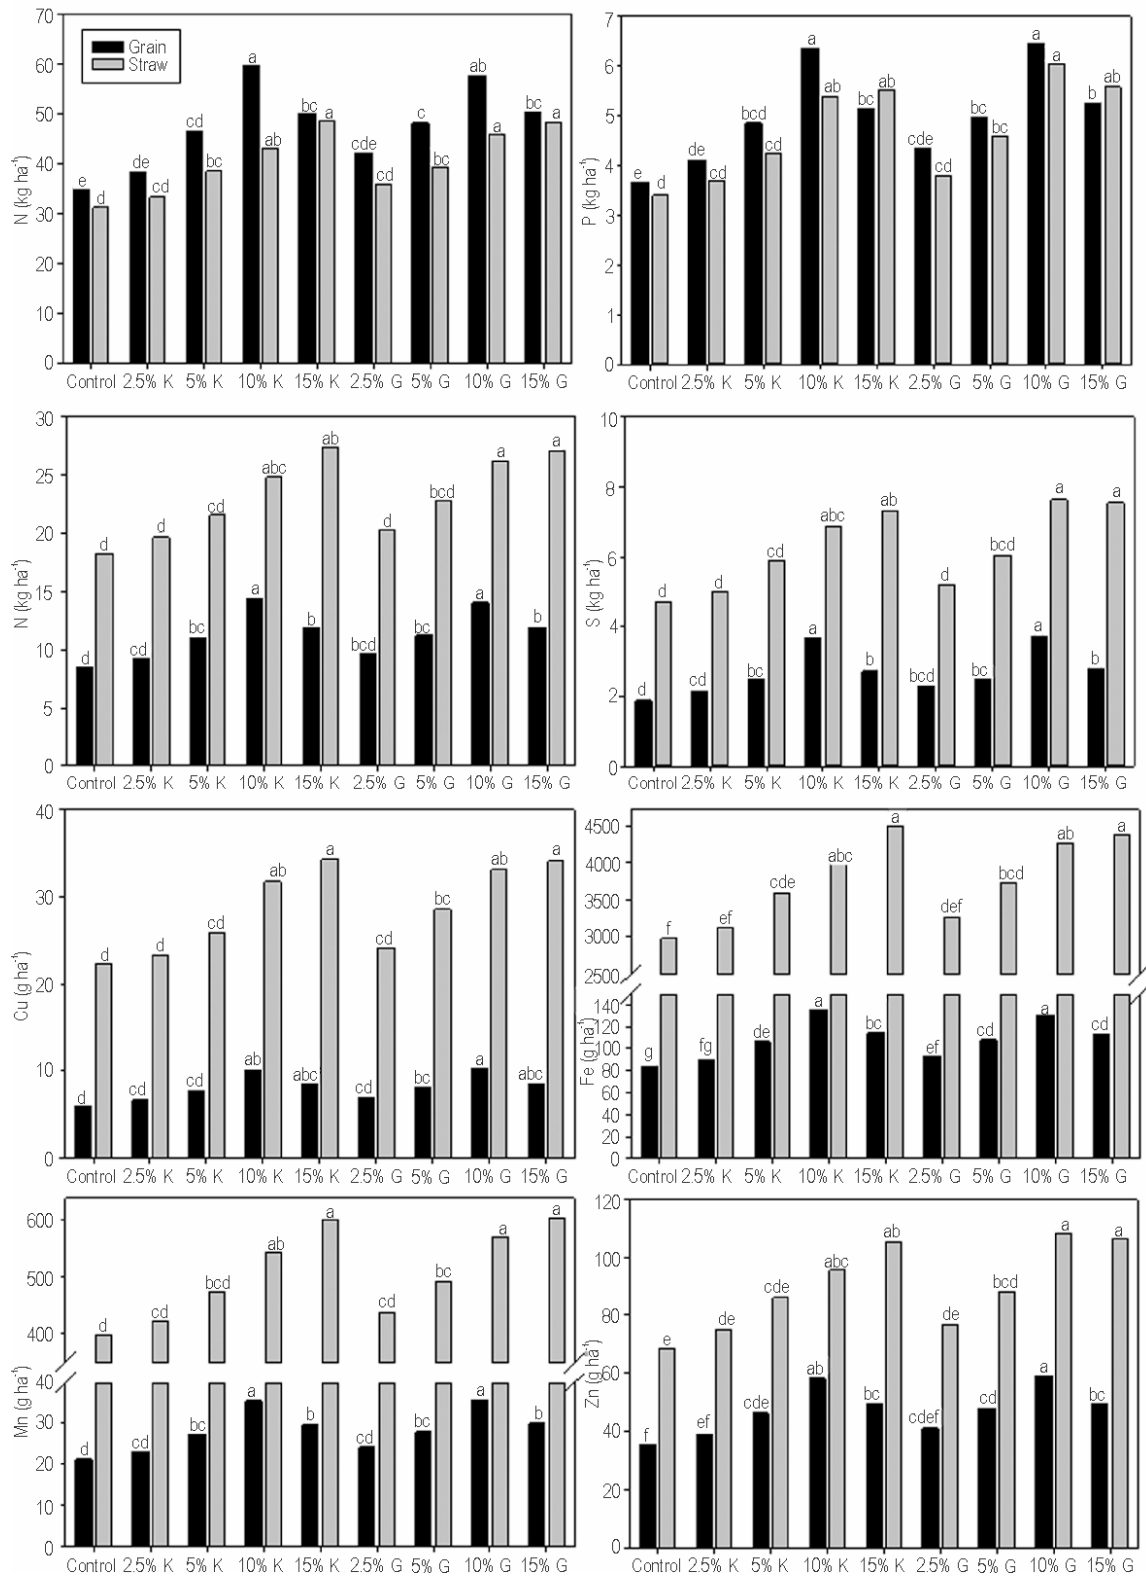 Grain
Straw
70
60
50
40
30
20
10
0
N (kg ha⁻¹)
e d de cd cd bc a ab bc a cde cd c bc ab a bc a
Control 2.5% K 5% K 10% K 15% K 2.5% G 5% G 10% G 15% G
7
6
5
4
3
2
1
0
P (kg ha⁻¹)
e d de cd bcd cd a ab bc ab cde cd bc bc a a b ab
Control 2.5% K 5% K 10% K 15% K 2.5% G 5% G 10% G 15% G
30
25
20
15
10
5
0
N (kg ha⁻¹)
d d cd d bc cd a abc b ab bcd d bc bcd a a b a
Control 2.5% K 5% K 10% K 15% K 2.5% G 5% G 10% G 15% G
10
8
6
4
2
0
S (kg ha⁻¹)
d d cd d bc cd a abc b ab bcd d bc bcd a a b a
Control 2.5% K 5% K 10% K 15% K 2.5% G 5% G 10% G 15% G
40
30
20
10
0
Cu (g ha⁻¹)
d d cd d cd cd ab ab abc a cd cd bc bc a ab abc a
Control 2.5% K 5% K 10% K 15% K 2.5% G 5% G 10% G 15% G
4500
4000
3500
3000
2500
140
120
100
80
60
40
20
0
Fe (g ha⁻¹)
g f fg ef de cde a abc bc a ef def cd bcd a ab cd a
Control 2.5% K 5% K 10% K 15% K 2.5% G 5% G 10% G 15% G
600
500
400
40
30
20
10
0
Mn (g ha⁻¹)
d d cd cd bc bcd a ab b a cd cd bc bc a a b a
Control 2.5% K 5% K 10% K 15% K 2.5% G 5% G 10% G 15% G
120
100
80
60
40
20
0
Zn (g ha⁻¹)
f e ef de cde cde ab abc bc ab cdef de cd bcd a a bc a
Control 2.5% K 5% K 10% K 15% K 2.5% G 5% G 10% G 15% G